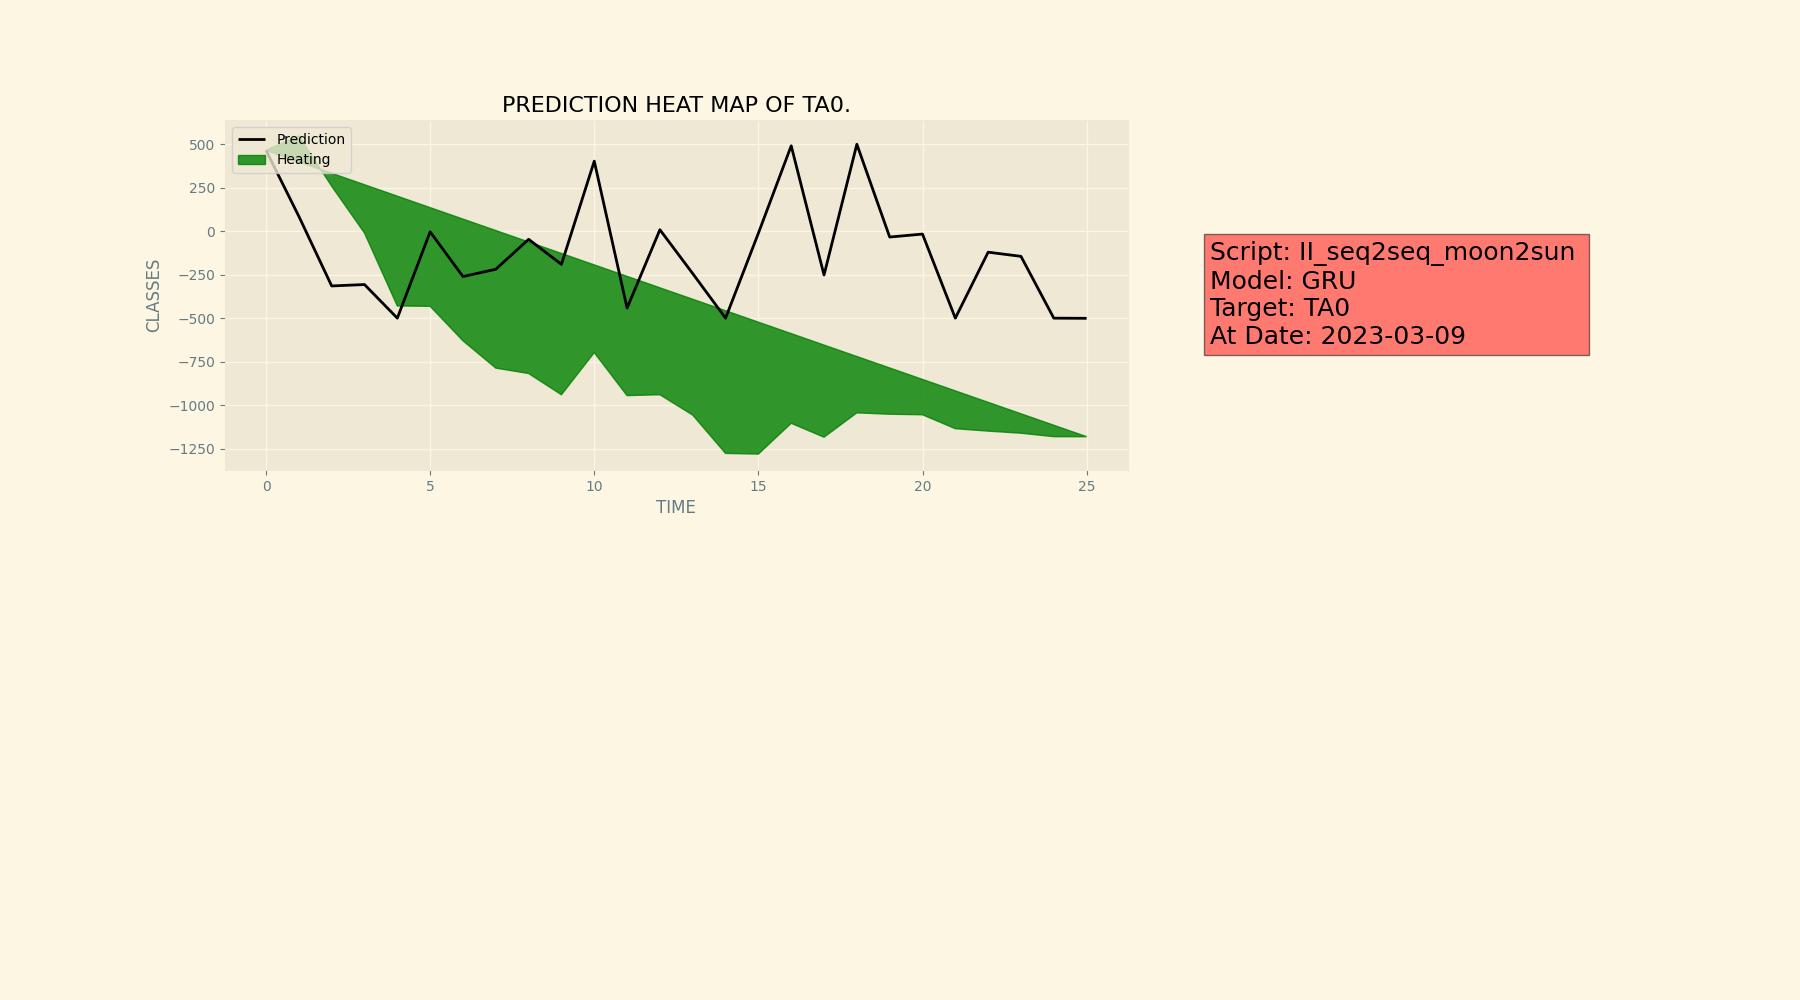 PREDICTION HEAT MAP OF TA0.
Prediction
Heating
500
250
0
−250
−500
−750
−1000
−1250
CLASSES
0 5 10 15 20 25
TIME
Script: II_seq2seq_moon2sun
Model: GRU
Target: TA0
At Date: 2023-03-09